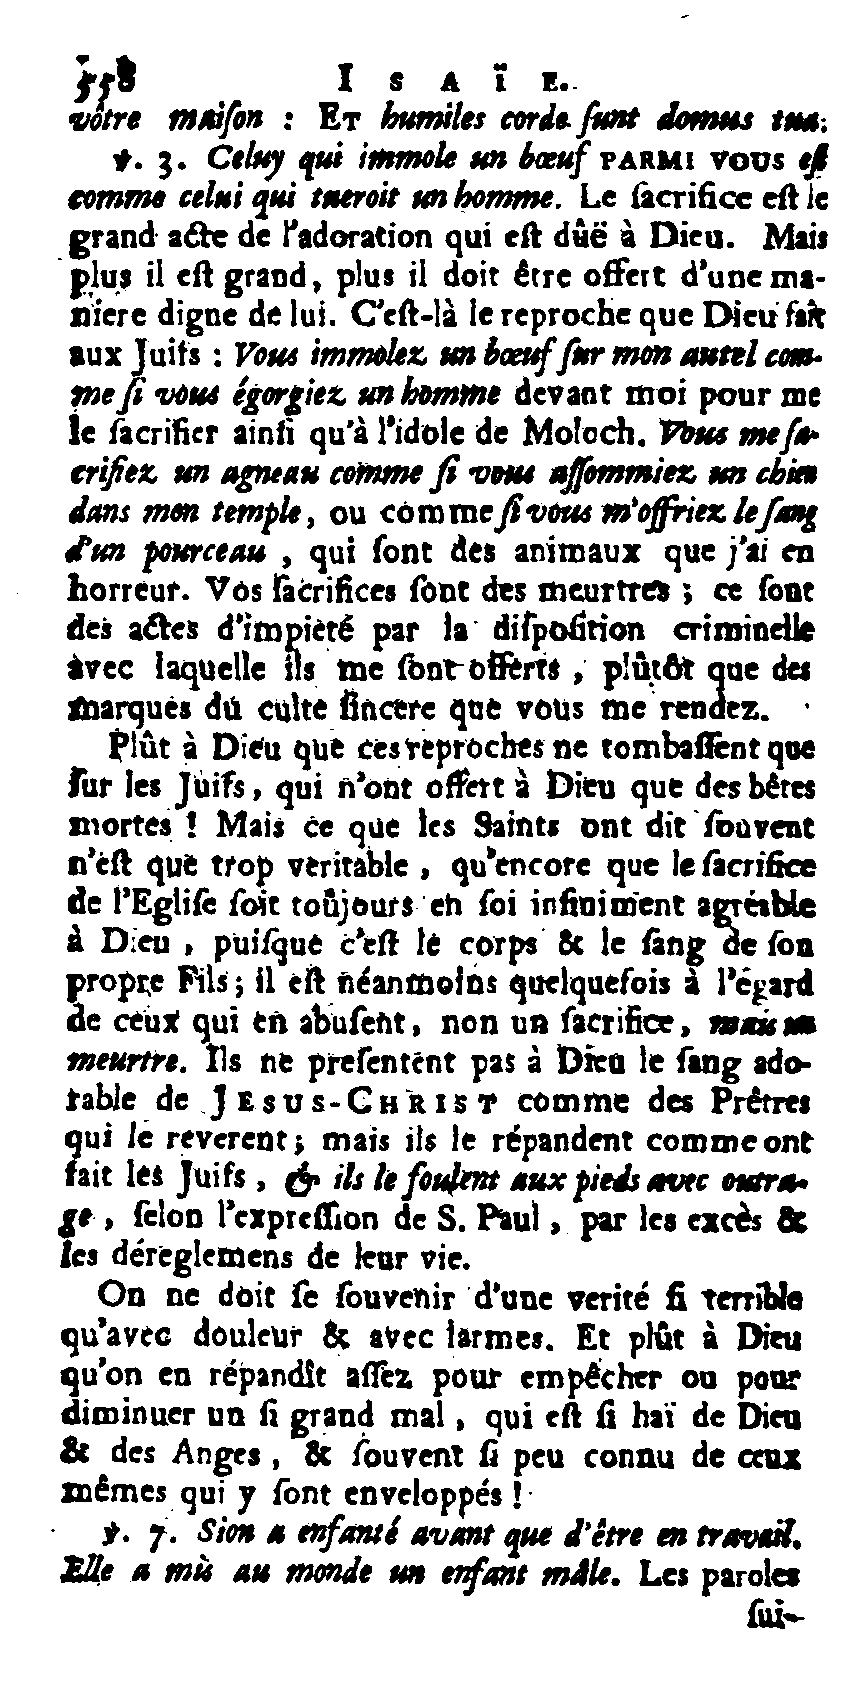 558 ISAÏE.
vôtre maiſon : ET humiles corde ſunt domus tua.
℣. 3. Celuy qui immole un bœuf PARMI VOUS eſt
comme celui qui tueroit un homme. Le ſacrifice eſt le
grand acte de l'adoration qui eſt dûë à Dieu. Mais
plus il eſt grand, plus il doit être offert d'une ma-
niere digne de lui. C'eſt-là le reproche que Dieu fait
aux Juifs : Vous immolez un bœuf ſur mon autel com-
me ſi vous égorgiez un homme devant moi pour me
le ſacrifier ainſi qu'à l'idole de Moloch. Vous me ſa-
crifiez un agneau comme ſi vous aſſommiez un chien
dans mon temple, ou comme ſi vous m'offriez le ſang
d'un pourceau, qui ſont des animaux que j'ai en
horreur. Vos ſacrifices ſont des meurtres ; ce ſont
des actes d'impieté par la diſpoſition criminelle
avec laquelle ils me ſont offerts, plûtôt que des
marques du culte ſincere que vous me rendez.
Plût à Dieu que ces reproches ne tombaſſent que
ſur les Juifs, qui n'ont offert à Dieu que des bêtes
mortes ! Mais ce que les Saints ont dit ſouvent
n'eſt que trop veritable, qu'encore que le ſacrifice
de l'Egliſe ſoit toûjours en ſoi infiniment agréable
à Dieu, puiſque c'eſt le corps & le ſang de ſon
propre Fils ; il eſt néanmoins quelquefois à l'égard
de ceux qui en abuſent, non un ſacrifice, mais un
meurtre. Ils ne preſentent pas à Dieu le ſang ado-
rable de JESUS-CHRIST comme des Prêtres
qui le reverent ; mais ils le répandent comme ont
fait les Juifs, & ils le foulent aux pieds avec outra-
ge, ſelon l'expreſſion de S. Paul, par les excès &
les déreglemens de leur vie.
On ne doit ſe ſouvenir d'une verité ſi terrible
qu'avec douleur & avec larmes. Et plût à Dieu
qu'on en répandît aſſez pour empêcher ou pour
diminuer un ſi grand mal, qui eſt ſi haï de Dieu
& des Anges, & ſouvent ſi peu connu de ceux
mêmes qui y ſont enveloppés !
℣. 7. Sion a enfanté avant que d'être en travail.
Elle a mis au monde un enfant mâle. Les paroles
ſui-